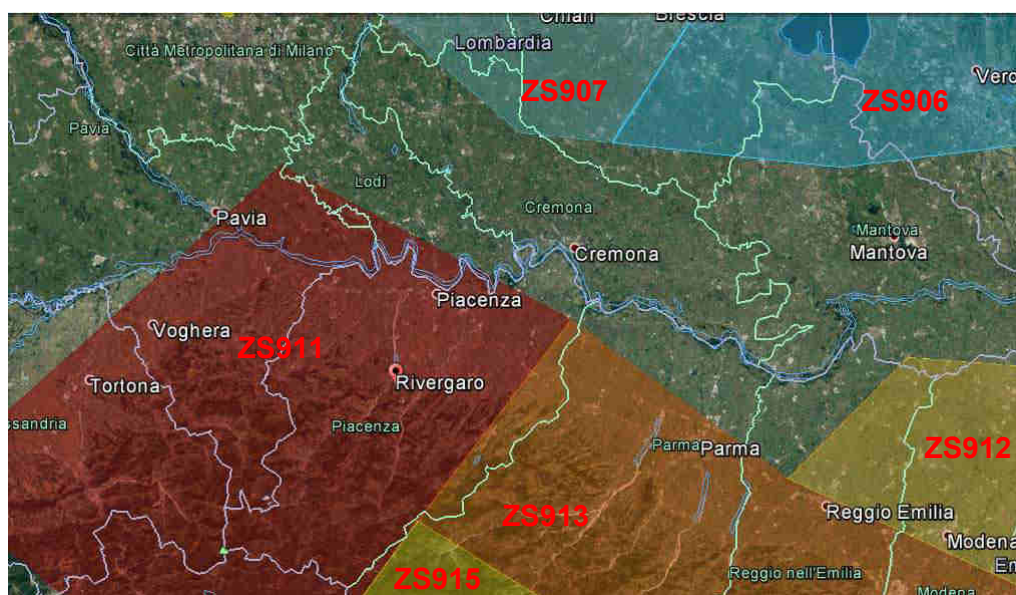 Chiari
Brescia
Lombardia
Città Metropolitana di Milano
Vero
ZS907
ZS906
Pavia
Lodi
Cremona
Pavia
Mantova
Cremona
Mantova
Piacenza
Voghera
ZS911
Rivergaro
Tortona
ssandria
Piacenza
Parma
Parma
ZS912
ZS913
Reggio Emilia
Modena
En
ZS915
Reggio nell'Emilia
Modena